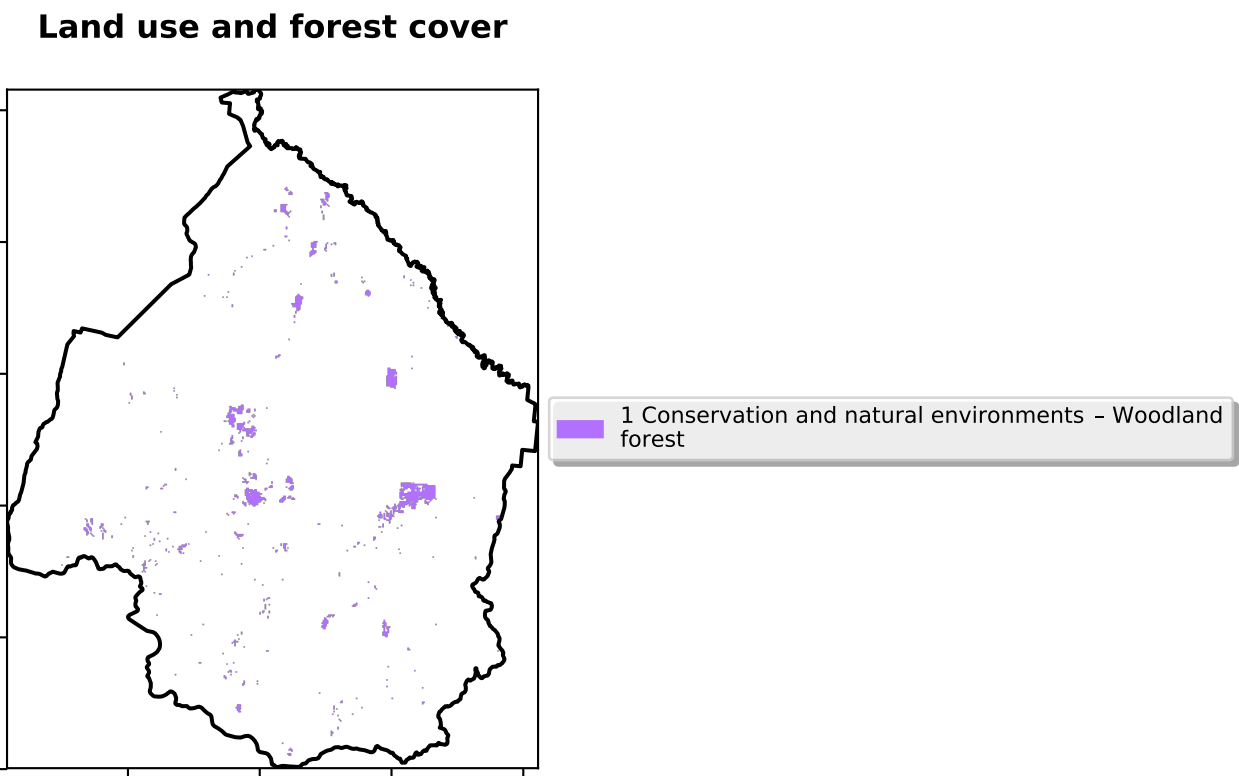 Land use and forest cover
1 Conservation and natural environments – Woodland
forest